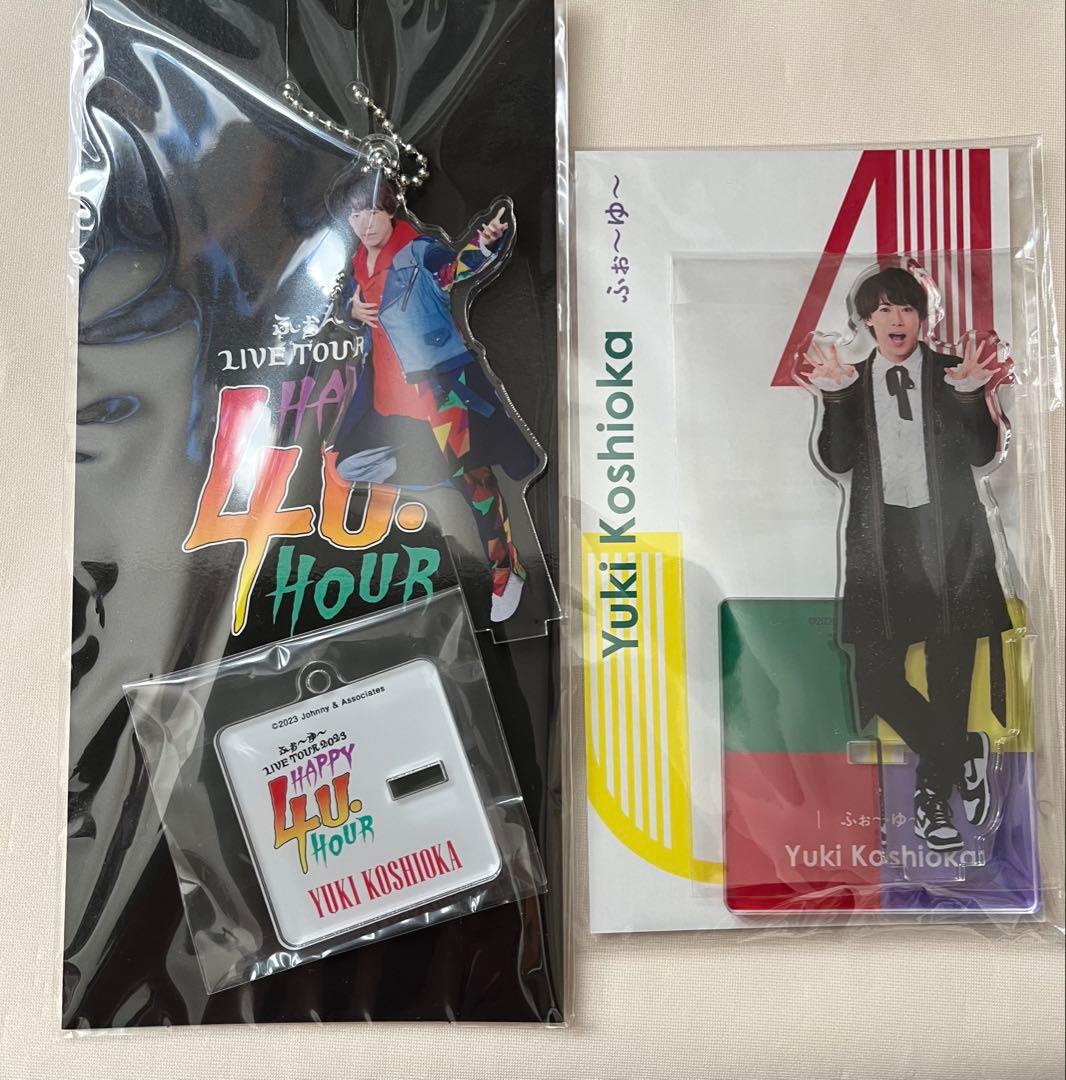 ふぉ〜ゆ〜
LIVE TOUR
HA
4U.
HOUR
©2023 Johnny & Associates
ふぉ〜ゆ〜
LIVE TOUR 2023
HAPPY
4U.
HOUR
YUKI KOSHIOKA
Yuki Koshioka ふぉ〜ゆ〜
ふぉ〜ゆ〜
Yuki Koshioka